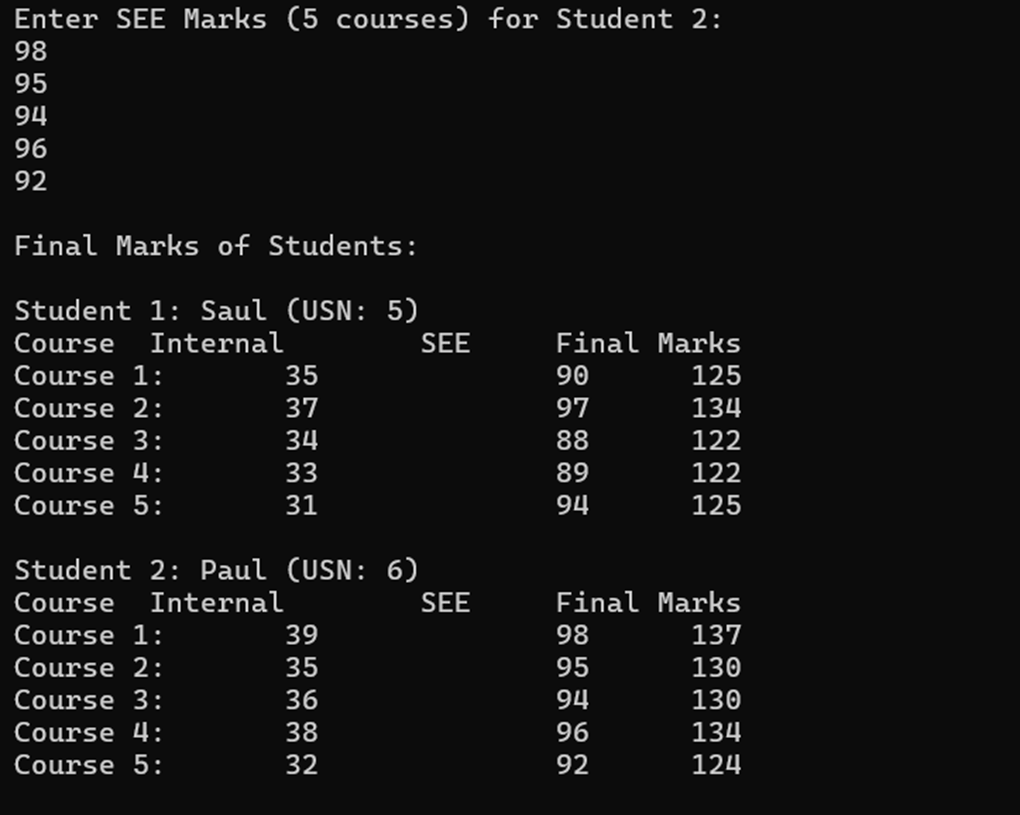 Enter SEE Marks (5 courses) for Student 2:
98
95
94
96
92
Final Marks of Students:
Student 1: Saul (USN: 5)
Course  Internal        SEE     Final Marks
Course 1:       35              90      125
Course 2:       37              97      134
Course 3:       34              88      122
Course 4:       33              89      122
Course 5:       31              94      125
Student 2: Paul (USN: 6)
Course  Internal        SEE     Final Marks
Course 1:       39              98      137
Course 2:       35              95      130
Course 3:       36              94      130
Course 4:       38              96      134
Course 5:       32              92      124